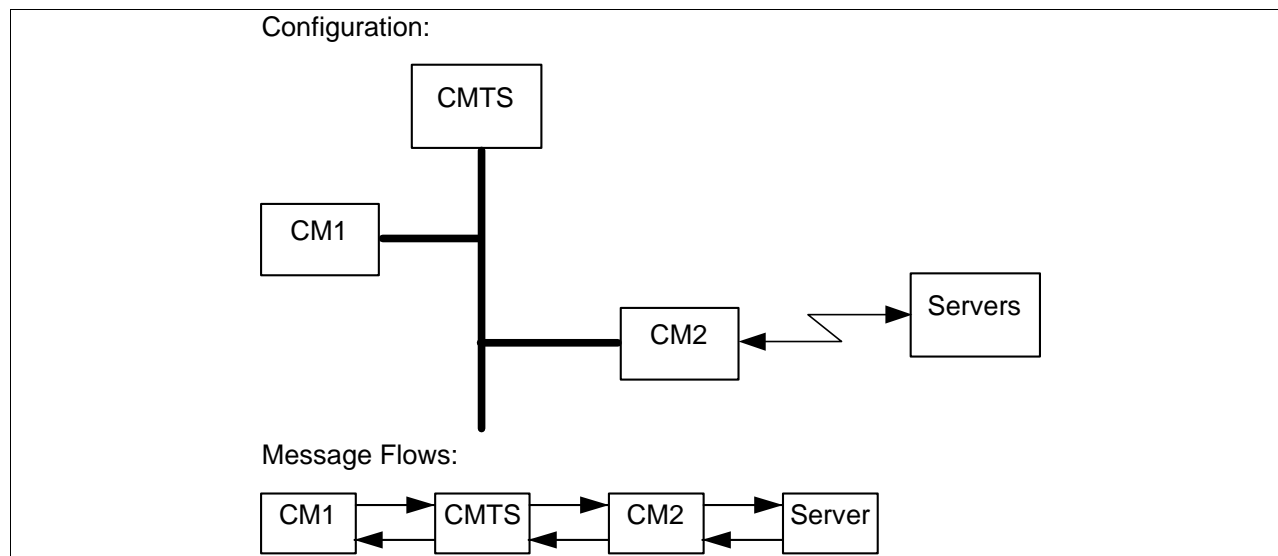 Configuration:
CMTS
CM1
Servers
CM2
Message Flows:
CM1 CMTS CM2 Server